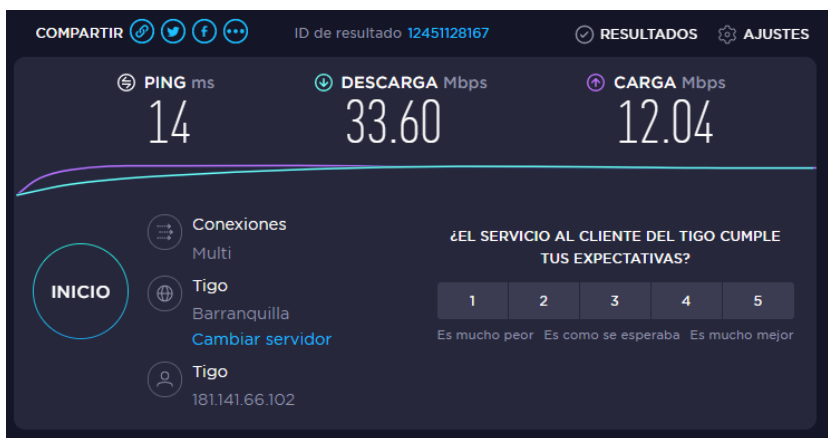 COMPARTIR
ID de resultado 12451128167
RESULTADOS
AJUSTES
PING ms
14
DESCARGA Mbps
33.60
CARGA Mbps
12.04
INICIO
Conexiones
Multi
Tigo
Barranquilla
Cambiar servidor
Tigo
181.141.66.102
¿EL SERVICIO AL CLIENTE DEL TIGO CUMPLE
TUS EXPECTATIVAS?
1 2 3 4 5
Es mucho peor Es como se esperaba Es mucho mejor